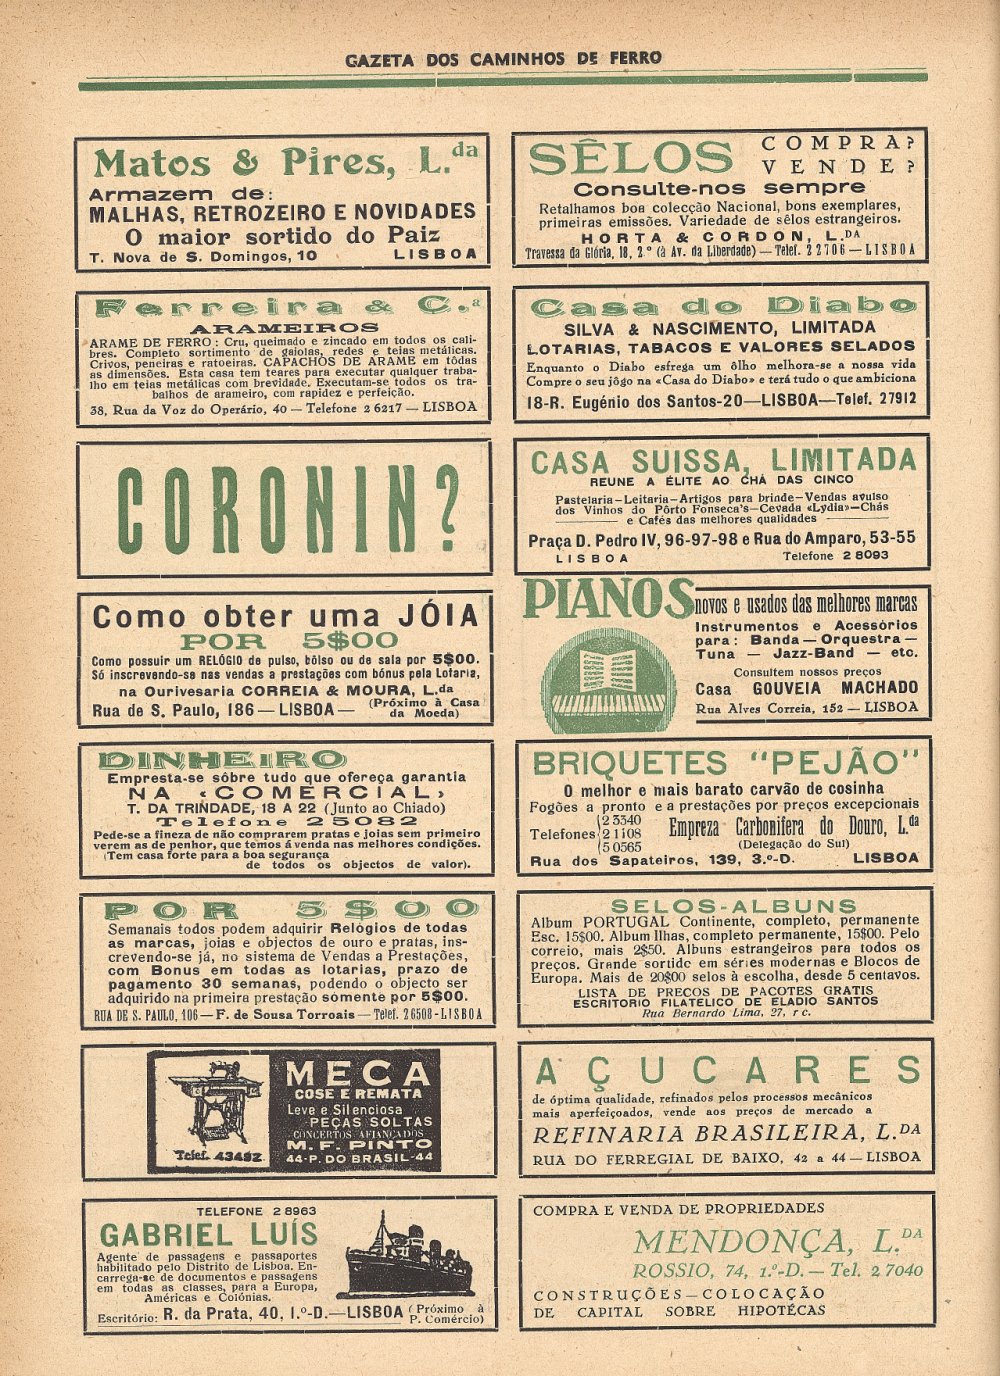 GAZETA DOS CAMINHOS DE FERRO
Matos & Pires, L.da
Armazem de:
MALHAS, RETROZEIRO E NOVIDADES
O maior sortido do Paiz
T. Nova de S. Domingos, 10 LISBOA
Ferreira & C.a
ARAMEIROS
ARAME DE FERRO: Cru, queimado e zincado em todos os cali-
bres. Completo sortimento de gaiolas, redes e teias metálicas.
Crivos, peneiras e ratoeiras. CAPACHOS DE ARAME em tôdas
as dimensões. Esta casa tem teares para executar qualquer traba-
lho em teias metálicas com brevidade. Executam-se todos os tra-
balhos de arameiro, com rapidez e perfeição.
38, Rua da Voz do Operário, 40 — Telefone 2 6217 — LISBOA
CORONIN?
Como obter uma JÓIA
POR 5$00
Como possuir um RELÓGIO de pulso, bôlso ou de sala por 5$00.
Só inscrevendo-se nas vendas a prestações com bónus pela Lotaria,
na Ourivesaria CORREIA & MOURA, L.da
Rua de S. Paulo, 186 — LISBOA — (Próximo à Casa
da Moeda)
DINHEIRO
Empresta-se sôbre tudo que ofereça garantia
NA «COMERCIAL»
T. DA TRINDADE, 18 A 22 (Junto ao Chiado)
Telefone 2 5082
Pede-se a fineza de não comprarem pratas e joias sem primeiro
verem as de penhor, que temos á venda nas melhores condições.
(Tem casa forte para a boa segurança
de todos os objectos de valor).
POR 5$00
Semanais todos podem adquirir Relógios de todas
as marcas, joias e objectos de ouro e pratas, ins-
crevendo-se já, no sistema de Vendas a Prestações,
com Bonus em todas as lotarias, prazo de
pagamento 30 semanas, podendo o objecto ser
adquirido na primeira prestação sòmente por 5$00.
RUA DE S. PAULO, 106 — F. de Sousa Torroais — Telef. 26508 - LISBOA
MECA
COSE E REMATA
Leve e Silenciosa
PEÇAS SOLTAS
CONCERTOS AFIANÇADOS
M. F. PINTO
44-P. DO BRASIL-44
Telef. 43492
TELEFONE 2 8963
GABRIEL LUÍS
Agente de passagens e passaportes
habilitado pelo Distrito de Lisboa. En-
carrega-se de documentos e passagens
em todas as classes, para a Europa,
Américas e Colónias.
Escritório: R. da Prata, 40, 1.º-D.—LISBOA (Próximo à
P. Comércio)
SÊLOS COMPRA?
VENDE?
Consulte-nos sempre
Retalhamos boa colecção Nacional, bons exemplares,
primeiras emissões. Variedade de sêlos estrangeiros.
HORTA & CORDON, L.DA
Travessa da Glória, 18, 2.º (à Av. da Liberdade) — Telef. 2 2706 — LISBOA
Casa do Diabo
SILVA & NASCIMENTO, LIMITADA
LOTARIAS, TABACOS E VALORES SELADOS
Enquanto o Diabo esfrega um ôlho melhora-se a nossa vida
Compre o seu jôgo na «Casa do Diabo» e terá tudo o que ambiciona
18-R. Eugénio dos Santos-20—LISBOA—Telef. 27912
CASA SUISSA, LIMITADA
REUNE A ÉLITE AO CHÁ DAS CINCO
Pastelaria—Leitaria—Artigos para brinde—Vendas avulso
dos Vinhos do Pôrto Fonseca's—Cevada «Lydia»—Chás
e Cafés das melhores qualidades
Praça D. Pedro IV, 96-97-98 e Rua do Amparo, 53-55
LISBOA Telefone 2 8093
PIANOS novos e usados das melhores marcas
Instrumentos e Acessórios
para: Banda — Orquestra —
Tuna — Jazz-Band — etc.
Consultem nossos preços
Casa GOUVEIA MACHADO
Rua Alves Correia, 152 — LISBOA
BRIQUETES "PEJÃO"
O melhor e mais barato carvão de cosinha
Fogões a pronto e a prestações por preços excepcionais
Telefones {2 3340
2 1108
5 0565
Empreza Carbonifera do Douro, L.da
(Delegação do Sul)
Rua dos Sapateiros, 139, 3.º-D. LISBOA
SELOS-ALBUNS
Album PORTUGAL Continente, completo, permanente
Esc. 15$00. Album Ilhas, completo permanente, 15$00. Pelo
correio, mais 2$50. Albuns estrangeiros para todos os
preços. Grande sortido em séries modernas e Blocos de
Europa. Mais de 20$00 selos à escolha, desde 5 centavos.
LISTA DE PREÇOS DE PACOTES GRATIS
ESCRITORIO FILATELICO DE ELADIO SANTOS
Rua Bernardo Lima, 27, r c.
AÇUCARES
de óptima qualidade, refinados pelos processos mecânicos
mais aperfeiçoados, vende aos preços de mercado a
REFINARIA BRASILEIRA, L.DA
RUA DO FERREGIAL DE BAIXO, 42 a 44 — LISBOA
COMPRA E VENDA DE PROPRIEDADES
MENDONÇA, L.DA
ROSSIO, 74, 1.º-D. — Tel. 2 7040
CONSTRUÇÕES — COLOCAÇÃO
DE CAPITAL SOBRE HIPOTÉCAS